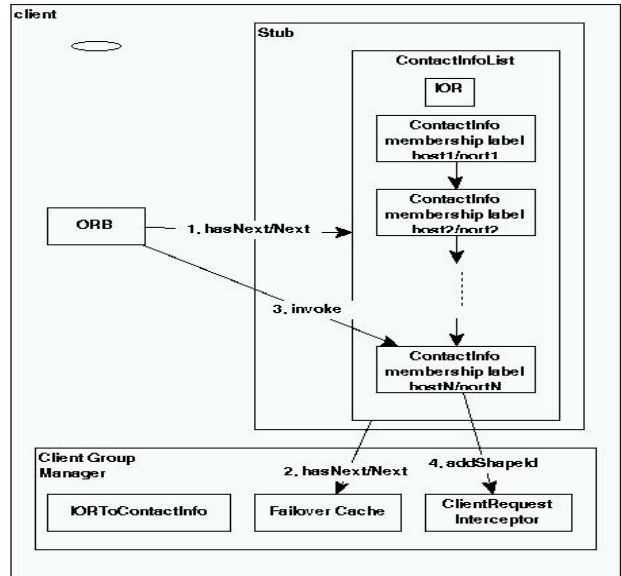 client
Stub
ContactInfoList
IOR
ContactInfo
membership label
host1/port1
ContactInfo
membership label
host2/port2
ORB
1. hasNext/Next
3. invoke
ContactInfo
membership label
hostN/portN
Client Group
Manager
2. hasNext/Next
4. addShapeId
IORToContactInfo
Failover Cache
ClientRequest
Interceptor